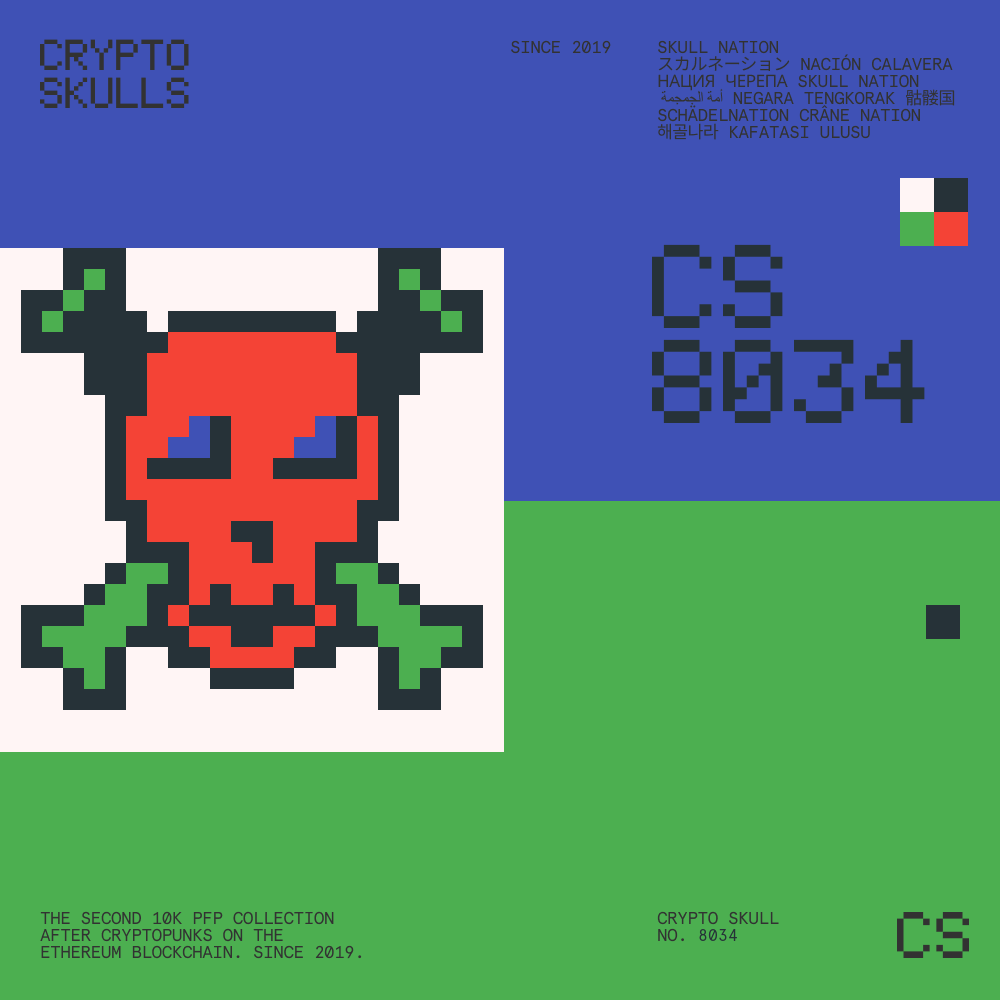 CRYPTO
SKULLS
SINCE 2019
SKULL NATION
スカルネーション NACIÓN CALAVERA
НАЦИЯ ЧЕРЕПА SKULL NATION
أمة الجمجمة NEGARA TENGKORAK 骷髅国
SCHÄDELNATION CRÂNE NATION
해골나라 KAFATASI ULUSU
CS
8034
THE SECOND 10K PFP COLLECTION
AFTER CRYPTOPUNKS ON THE
ETHEREUM BLOCKCHAIN. SINCE 2019.
CRYPTO SKULL
NO. 8034
CS